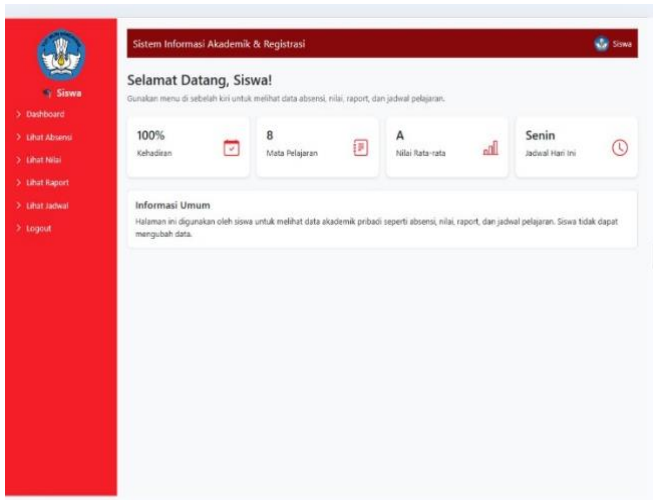 Siswa
> Dashboard
> Lihat Absensi
> Lihat Nilai
> Lihat Raport
> Lihat Jadwal
> Logout
Sistem Informasi Akademik & Registrasi
Siswa
Selamat Datang, Siswa!
Gunakan menu di sebelah kiri untuk melihat data absensi, nilai, raport, dan jadwal pelajaran.
100%
Kehadiran
8
Mata Pelajaran
A
Nilai Rata-rata
Senin
Jadwal Hari Ini
Informasi Umum
Halaman ini digunakan oleh siswa untuk melihat data akademik pribadi seperti absensi, nilai, raport, dan jadwal pelajaran. Siswa tidak dapat
mengubah data.